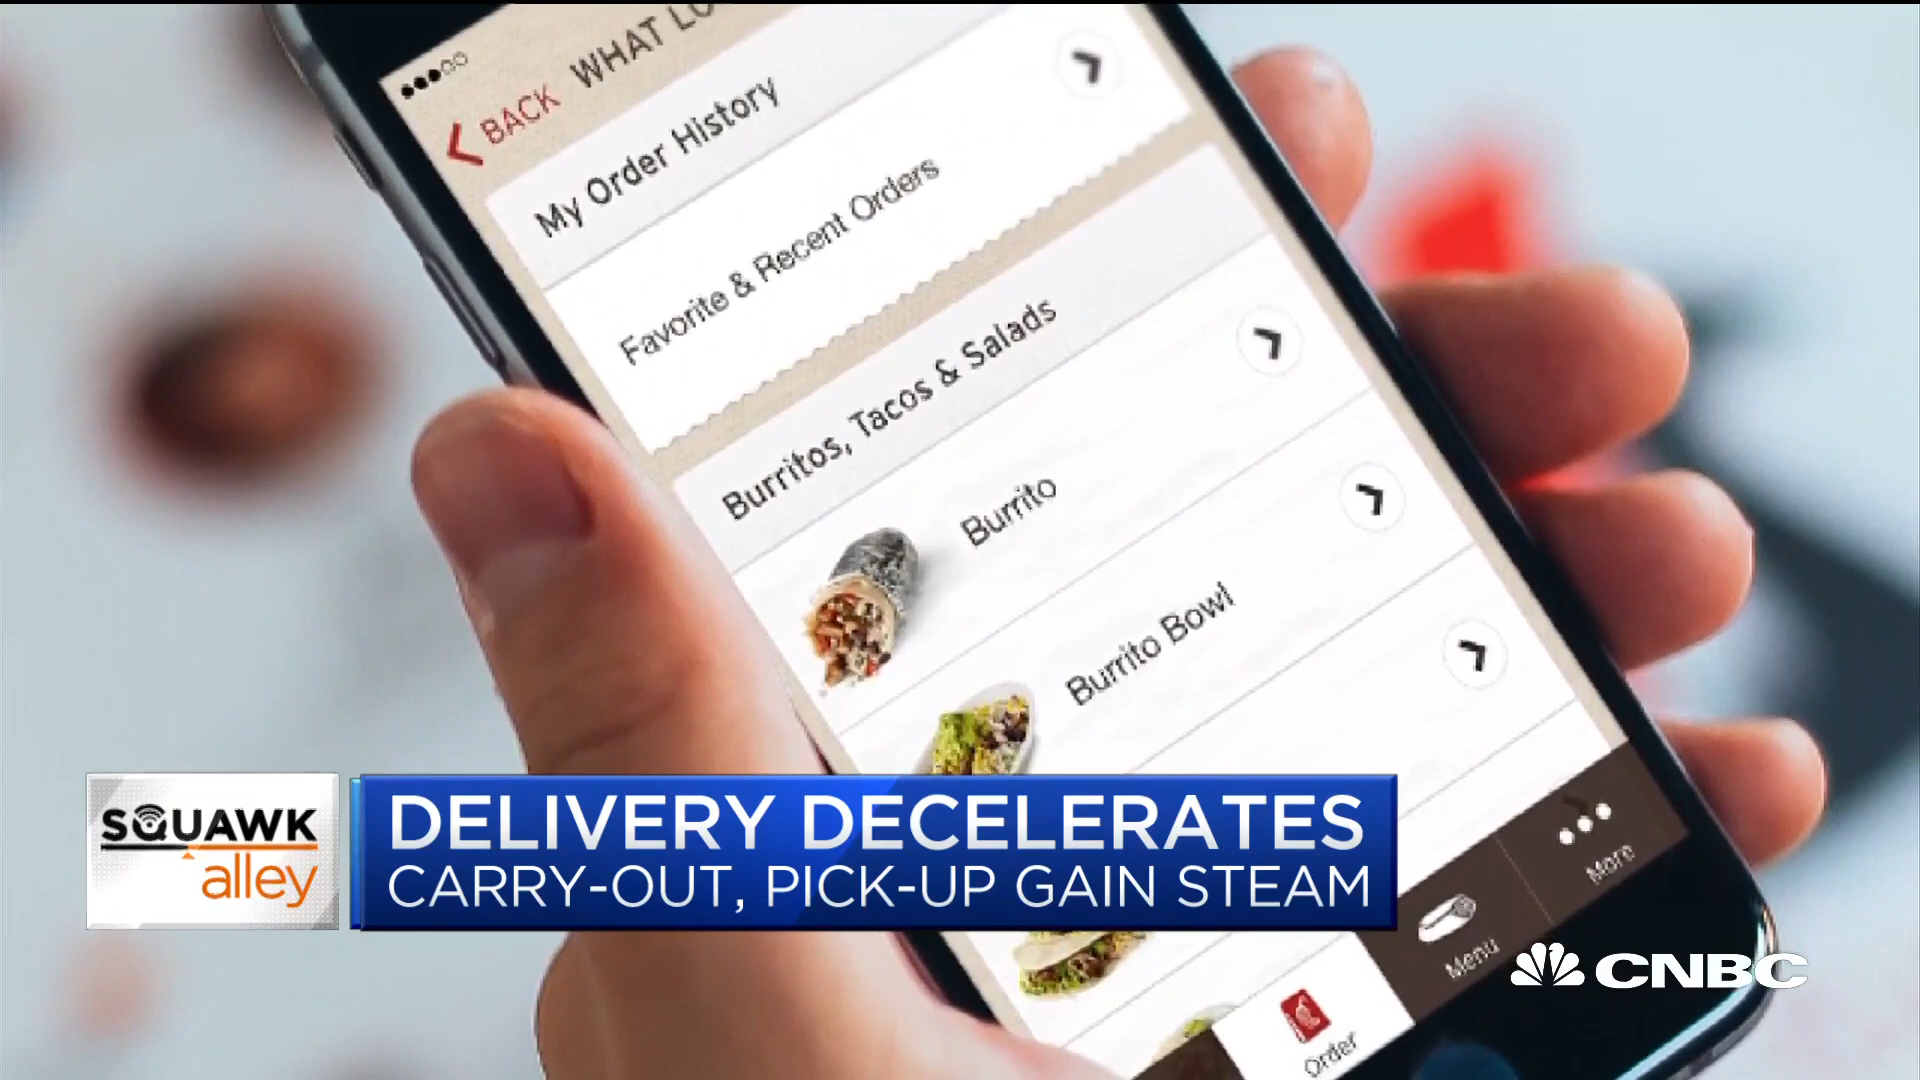 BACK WHAT
My Order History
Favorite & Recent Orders
Burritos, Tacos & Salads
Burrito
Burrito Bowl
SQUAWK
alley
DELIVERY DECELERATES
CARRY-OUT, PICK-UP GAIN STEAM
Order
Menu
More
CNBC